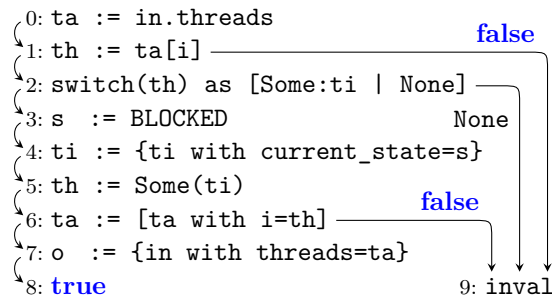 0: ta := in.threads
false
1: th := ta[i]
2: switch(th) as [Some:ti | None]
3: s := BLOCKED None
4: ti := {ti with current_state=s}
5: th := Some(ti)
false
6: ta := [ta with i=th]
7: o := {in with threads=ta}
8: true 9: inval